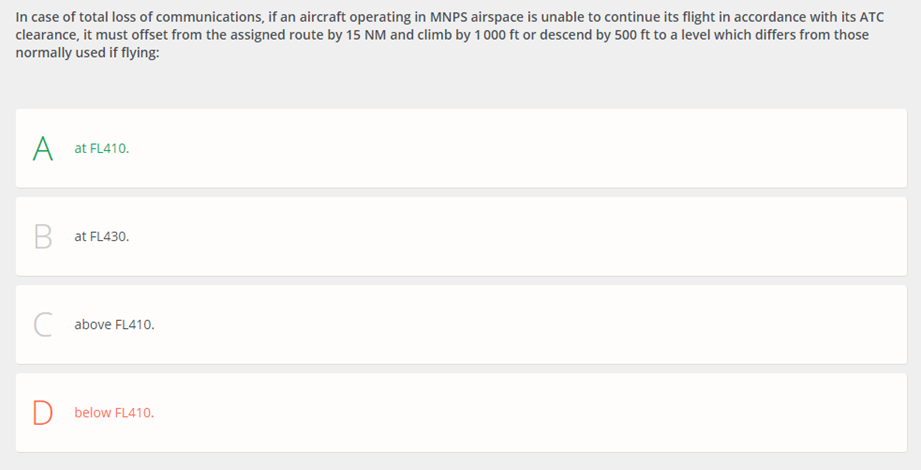 In case of total loss of communications, if an aircraft operating in MNPS airspace is unable to continue its flight in accordance with its ATC
clearance, it must offset from the assigned route by 15 NM and climb by 1 000 ft or descend by 500 ft to a level which differs from those
normally used if flying:
A at FL410.
B at FL430.
C above FL410.
D below FL410.